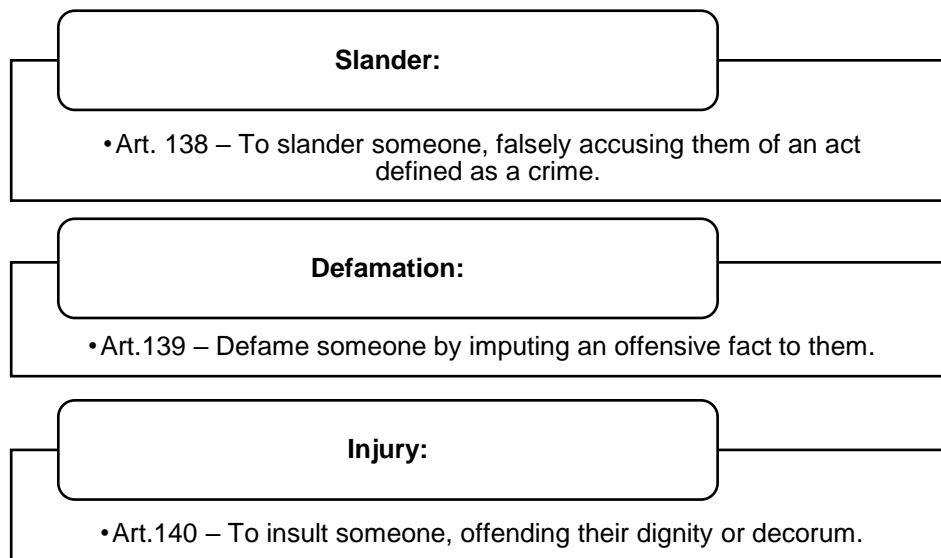 Slander:
•Art. 138 – To slander someone, falsely accusing them of an act
defined as a crime.
Defamation:
•Art.139 – Defame someone by imputing an offensive fact to them.
Injury:
•Art.140 – To insult someone, offending their dignity or decorum.